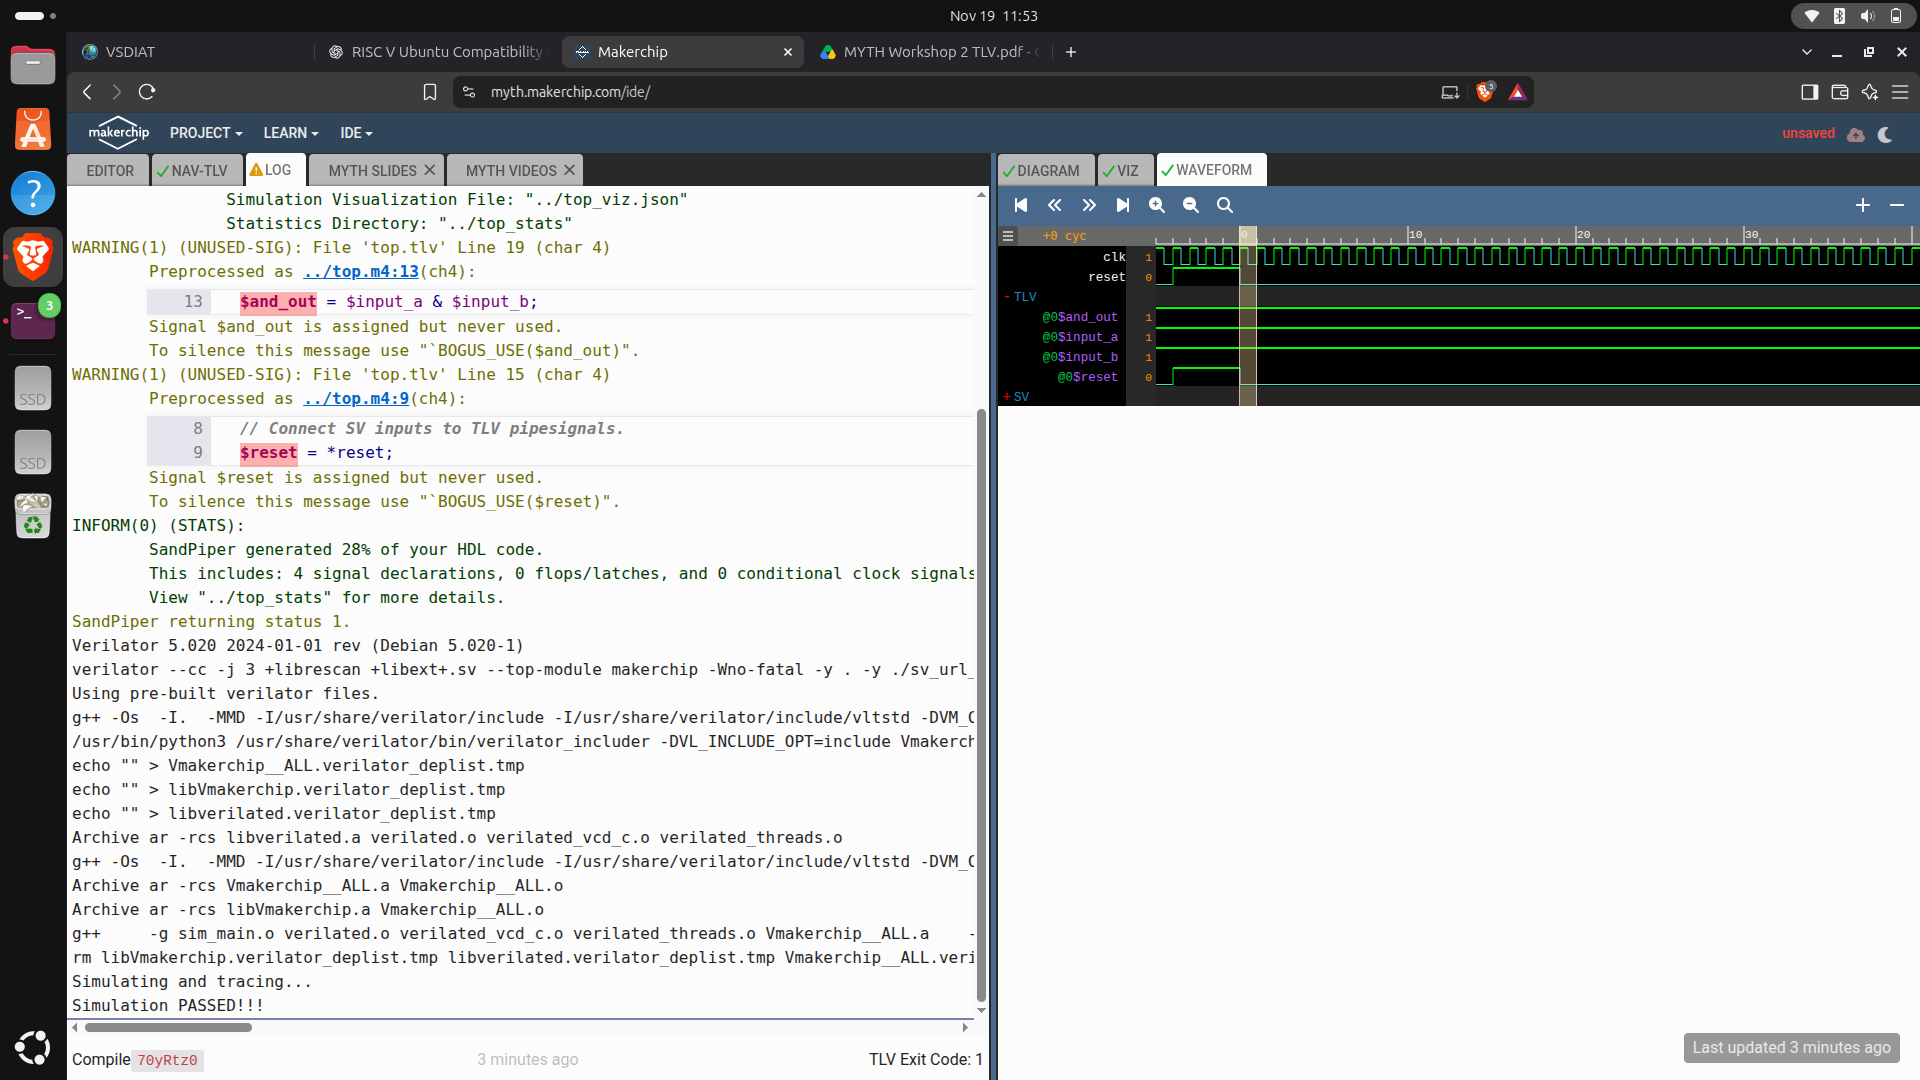 Nov 19 11:53
VSDIAT
RISC V Ubuntu Compatibility
Makerchip
MYTH Workshop 2 TLV.pdf -
myth.makerchip.com/ide/
5
makerchip
PROJECT
LEARN
IDE
unsaved
EDITOR
NAV-TLV
LOG
MYTH SLIDES
MYTH VIDEOS
DIAGRAM
VIZ
WAVEFORM
3
SSD
SSD
Simulation Visualization File: "../top_viz.json"
Statistics Directory: "../top_stats"
WARNING(1) (UNUSED-SIG): File 'top.tlv' Line 19 (char 4)
Preprocessed as ../top.m4:13(ch4):
13 $and_out = $input_a & $input_b;
Signal $and_out is assigned but never used.
To silence this message use "`BOGUS_USE($and_out)".
WARNING(1) (UNUSED-SIG): File 'top.tlv' Line 15 (char 4)
Preprocessed as ../top.m4:9(ch4):
8 // Connect SV inputs to TLV pipesignals.
9 $reset = *reset;
Signal $reset is assigned but never used.
To silence this message use "`BOGUS_USE($reset)".
INFORM(0) (STATS):
SandPiper generated 28% of your HDL code.
This includes: 4 signal declarations, 0 flops/latches, and 0 conditional clock signals
View "../top_stats" for more details.
SandPiper returning status 1.
Verilator 5.020 2024-01-01 rev (Debian 5.020-1)
verilator --cc -j 3 +librescan +libext+.sv --top-module makerchip -Wno-fatal -y . -y ./sv_url_
Using pre-built verilator files.
g++ -Os -I. -MMD -I/usr/share/verilator/include -I/usr/share/verilator/include/vltstd -DVM_C
/usr/bin/python3 /usr/share/verilator/bin/verilator_includer -DVL_INCLUDE_OPT=include Vmakerch
echo "" > Vmakerchip__ALL.verilator_deplist.tmp
echo "" > libVmakerchip.verilator_deplist.tmp
echo "" > libverilated.verilator_deplist.tmp
Archive ar -rcs libverilated.a verilated.o verilated_vcd_c.o verilated_threads.o
g++ -Os -I. -MMD -I/usr/share/verilator/include -I/usr/share/verilator/include/vltstd -DVM_C
Archive ar -rcs Vmakerchip__ALL.a Vmakerchip__ALL.o
Archive ar -rcs libVmakerchip.a Vmakerchip__ALL.o
g++ -g sim_main.o verilated.o verilated_vcd_c.o verilated_threads.o Vmakerchip__ALL.a -
rm libVmakerchip.verilator_deplist.tmp libverilated.verilator_deplist.tmp Vmakerchip__ALL.veri
Simulating and tracing...
Simulation PASSED!!!
Compile 70yRtz0
3 minutes ago
TLV Exit Code: 1
+0 cyc 0 10 20 30
clk 1
reset 0
- TLV
@0$and_out 1
@0$input_a 1
@0$input_b 1
@0$reset 0
+ SV
Last updated 3 minutes ago